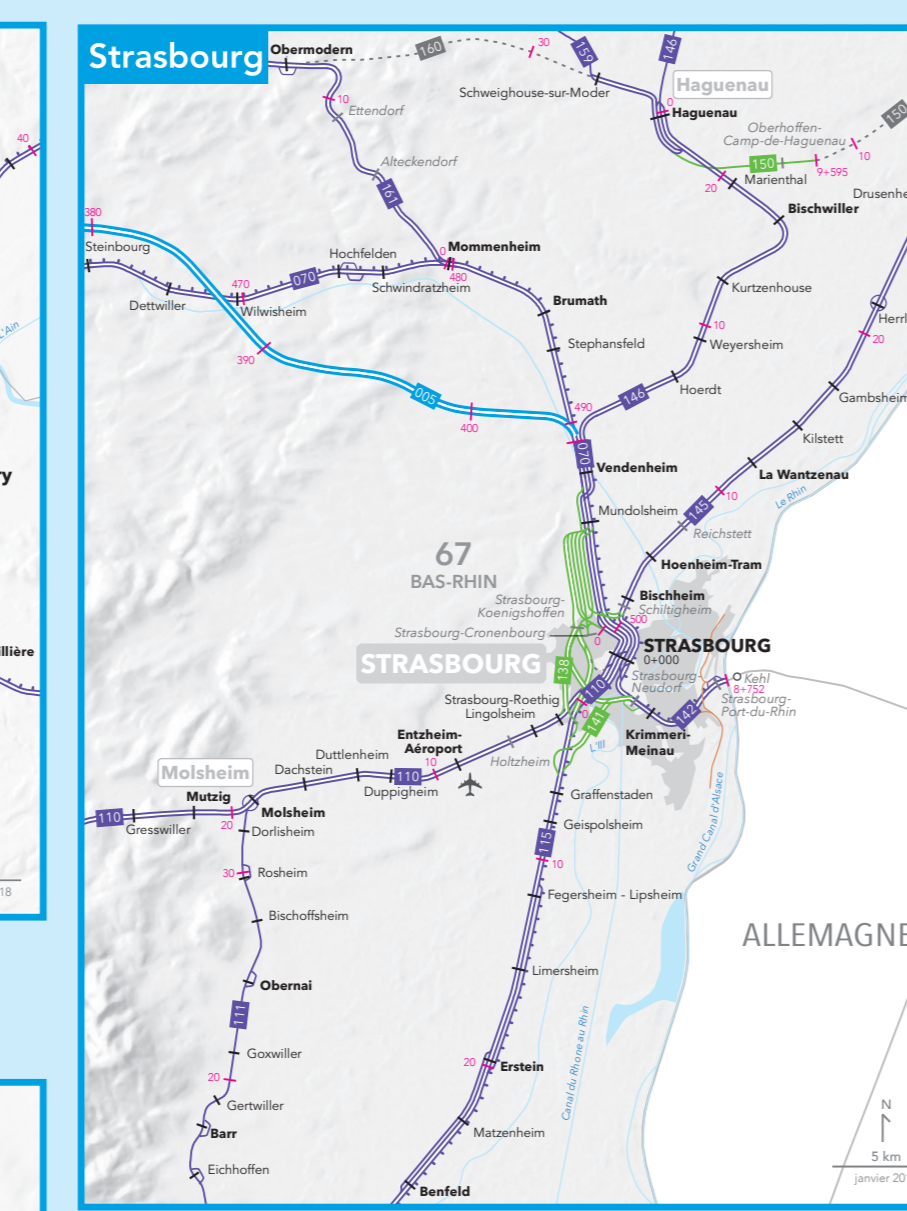 Strasbourg
Obermodern
160
30
159
146
Schweighouse-sur-Moder
Haguenau
0
Haguenau
150
10
Ettendorf
Oberhoffen-
Camp-de-Haguenau
10
40
Alteckendorf
150
9+595
161
20
Marienthal
Drusenhe
380
Bischwiller
Steinbourg
Hochfelden
0
Mommenheim
470
070
480
Schwindratzheim
Dettwiller
Wilwisheim
Kurtzenhouse
Brumath
L'Ain
10
Herrl
Stephansfeld
Weyersheim
20
390
005
146
Hoerdt
Gambsheim
400
490
Kilstett
070
ry
Vendenheim
La Wantzenau
10
Le Rhin
Mundolsheim
145
Reichstett
67
BAS-RHIN
Hoenheim-Tram
Strasbourg-
Koenigshoffen
Bischheim
Schiltigheim
500
Strasbourg-Cronenbourg
0
STRASBOURG
0+000
llière
STRASBOURG
138
Strasbourg-
Neudorf
Kehl
8+752
110
Strasbourg-
Port-du-Rhin
Strasbourg-Roethig
Lingolsheim
0
141
142
Krimmeri-
Meinau
Entzheim-
Aéroport
L'Ill
Duttlenheim
10
Holtzheim
Molsheim
Dachstein
110
Duppigheim
Mutzig
Graffenstaden
110
Gresswiller
20
Molsheim
Dorlisheim
Geispolsheim
Grand Canal d'Alsace
115
10
30
Rosheim
18
Fegersheim - Lipsheim
Bischoffsheim
ALLEMAGNE
Limersheim
Obernai
111
Canal du Rhone au Rhin
Goxwiller
20
Erstein
20
Gertwiller
N
Barr
Matzenheim
5 km
Eichhoffen
janvier 201
Benfeld